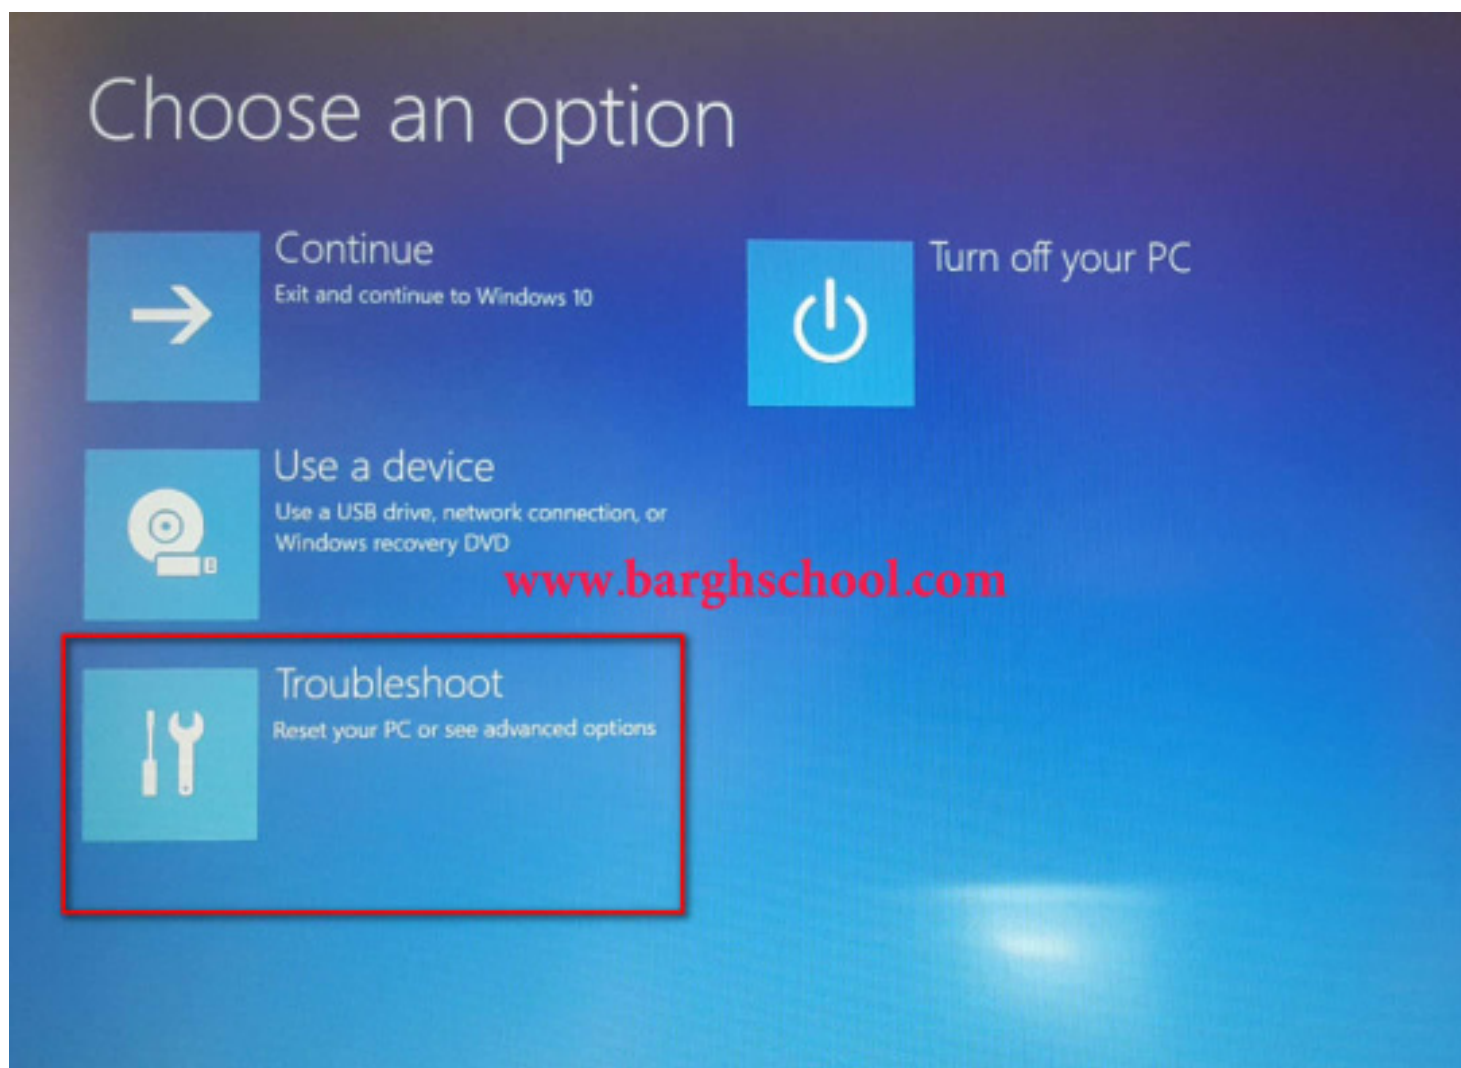 Choose an option
Continue
Exit and continue to Windows 10
Use a device
Use a USB drive, network connection, or
Windows recovery DVD
Troubleshoot
Reset your PC or see advanced options
Turn off your PC
www.barghschool.com